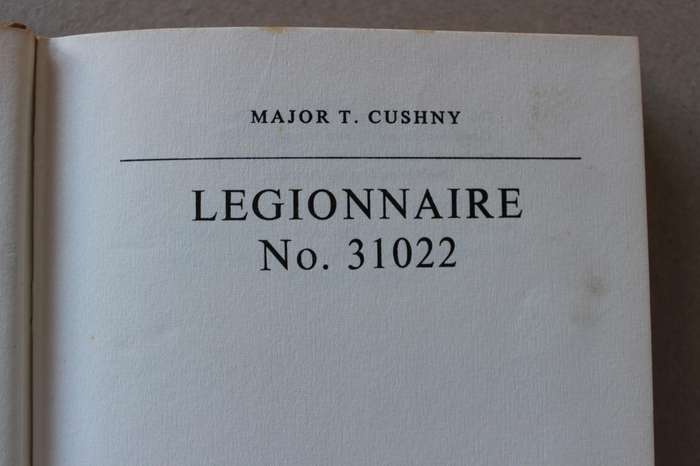 MAJOR T. CUSHNY
LEGIONNAIRE
No. 31022